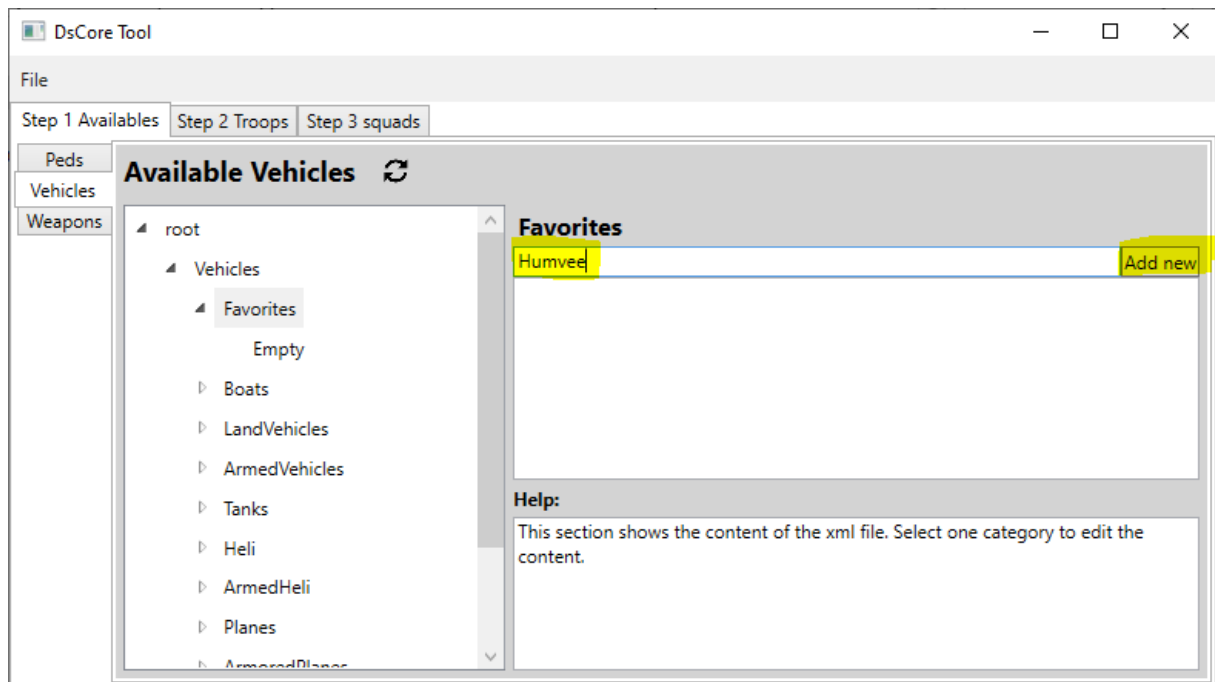 DsCore Tool
File
Step 1 Availables
Step 2 Troops
Step 3 squads
Peds
Vehicles
Weapons
Available Vehicles
root
Vehicles
Favorites
Empty
Boats
LandVehicles
ArmedVehicles
Tanks
Heli
ArmedHeli
Planes
ArmoredPlanes
Favorites
Humvee
Add new
Help:
This section shows the content of the xml file. Select one category to edit the
content.